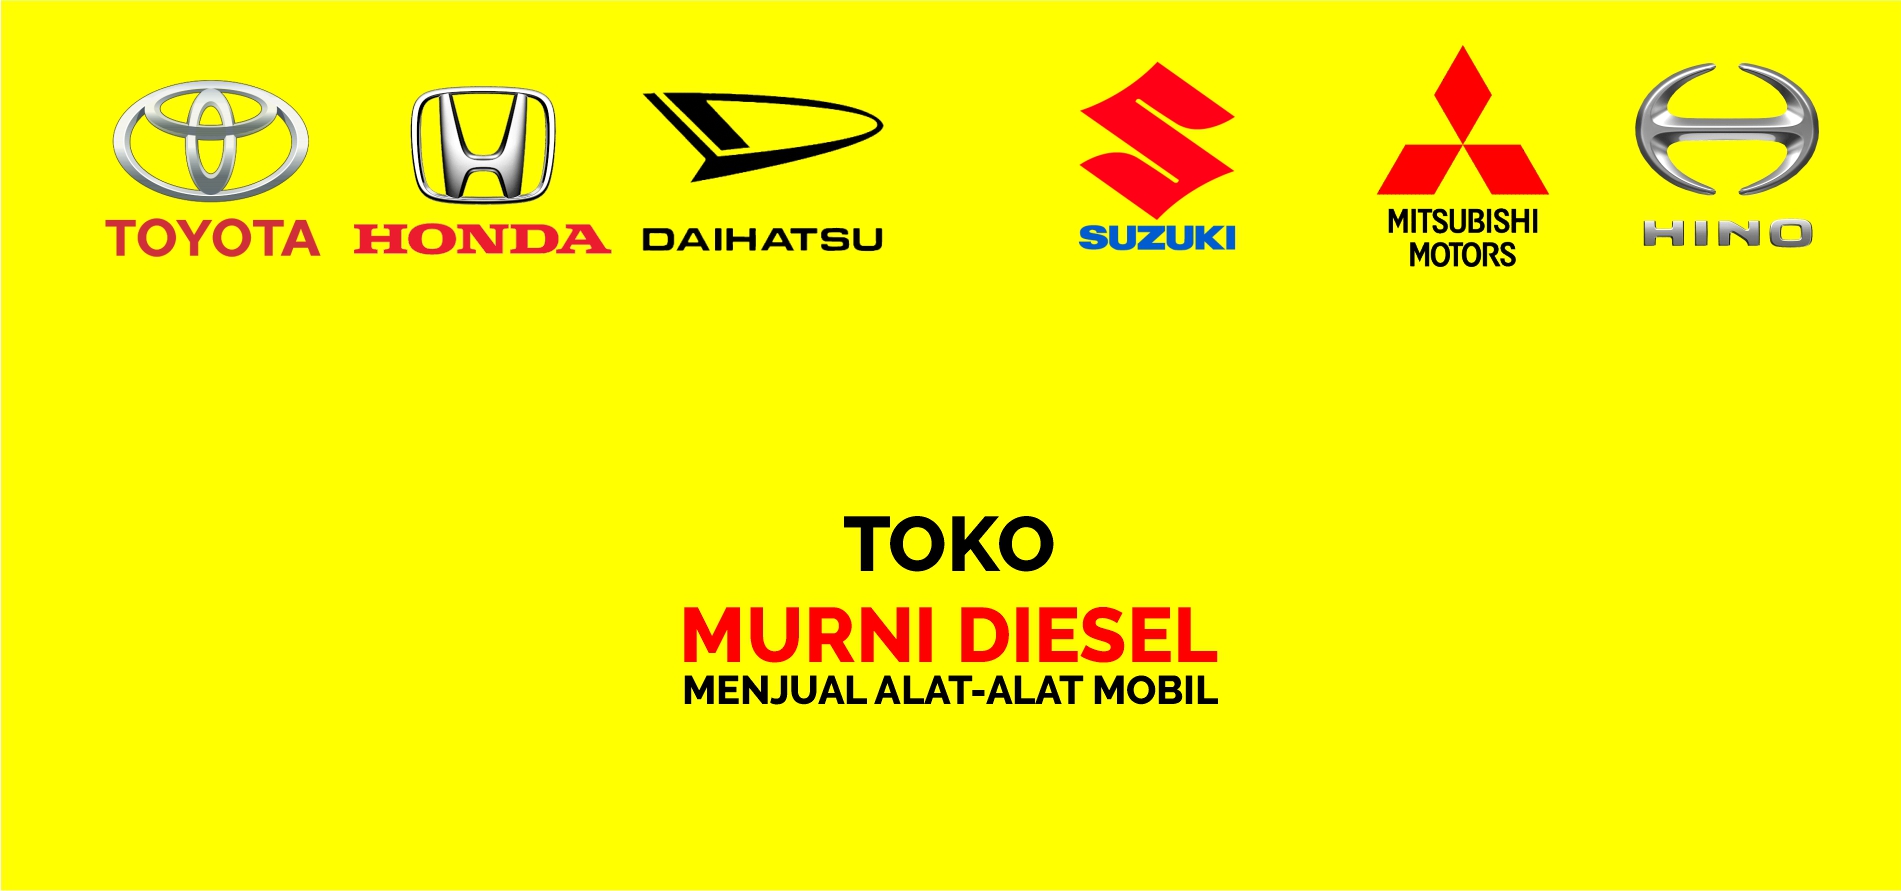 TOYOTA
HONDA
DAIHATSU
SUZUKI
MITSUBISHI
MOTORS
HINO
TOKO
MURNI DIESEL
MENJUAL ALAT-ALAT MOBIL